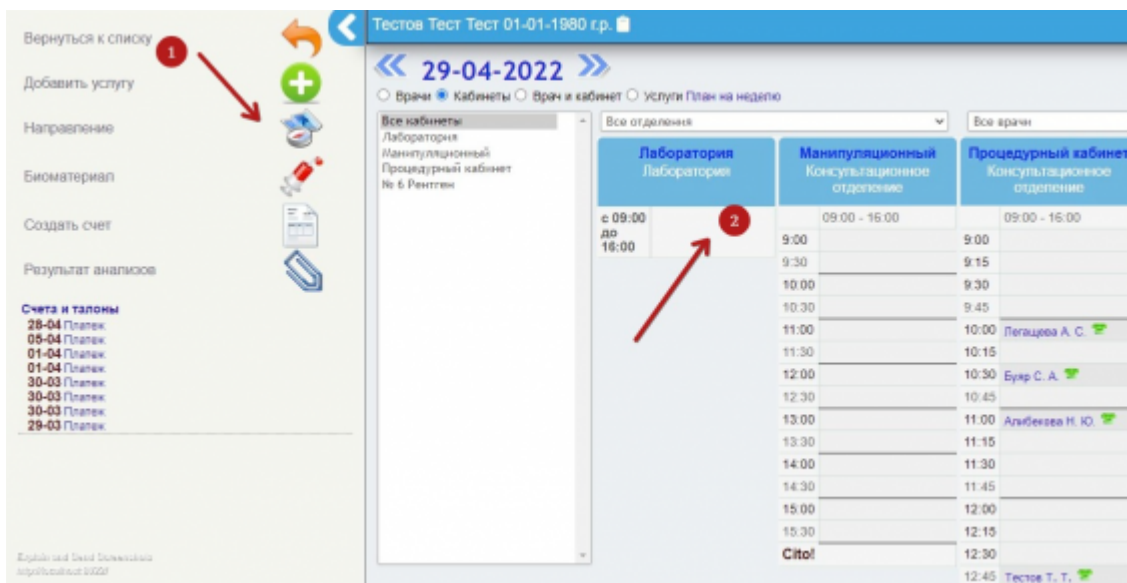 Вернуться к списку
1
Добавить услугу
Направление
Биоматериал
Создать счет
Результат анализов
Счета и талоны
28-04 Платеж
05-04 Платеж
01-04 Платеж
01-04 Платеж
30-03 Платеж
30-03 Платеж
30-03 Платеж
29-03 Платеж
Тестов Тест Тест 01-01-1980 г.р.
29-04-2022
Врачи Кабинеты Врач и кабинет Услуги План на неделю
Все кабинеты
Лаборатория
Манипуляционный
Процедурный кабинет
№ 6 Рентген
Все отделения
Все врачи
Лаборатория
Лаборатория
с 09:00
до
16:00
2
Манипуляционный
Консультационное
отделение
09:00 - 16:00
9:00
9:30
10:00
10:30
11:00
11:30
12:00
12:30
13:00
13:30
14:00
14:30
15:00
15:30
Cito!
Процедурный кабинет
Консультационное
отделение
09:00 - 16:00
9:00
9:15
9:30
9:45
10:00 Легащева А. С.
10:15
10:30 Буяр С. А.
10:45
11:00 Алибекова Н. Ю.
11:15
11:30
11:45
12:00
12:15
12:30
12:45 Тестов Т. Т.